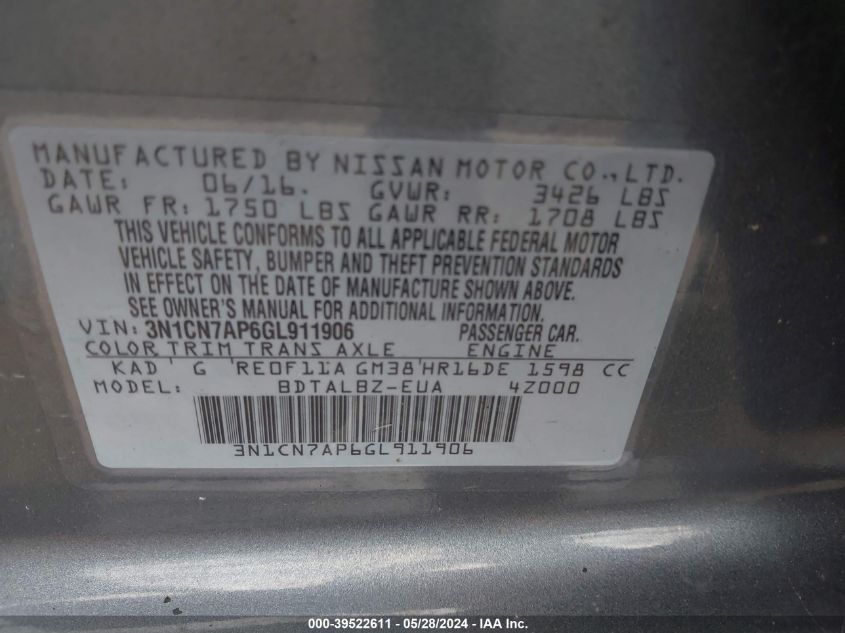 MANUFACTURED BY NISSAN MOTOR CO.,LTD.
DATE: 06/16. GVWR: 3426 LBS
GAWR FR: 1750 LBS GAWR RR: 1708 LBS
THIS VEHICLE CONFORMS TO ALL APPLICABLE FEDERAL MOTOR
VEHICLE SAFETY, BUMPER AND THEFT PREVENTION STANDARDS
IN EFFECT ON THE DATE OF MANUFACTURE SHOWN ABOVE.
SEE OWNER'S MANUAL FOR ADDITIONAL INFORMATION.
VIN: 3N1CN7AP6GL911906 PASSENGER CAR.
COLOR TRIM TRANS AXLE ENGINE
KAD G RE0F11A GM38 HR16DE 1598 CC
MODEL: BDTALBZ-EUA 4Z000
3N1CN7AP6GL911906
000-39522611 - 05/28/2024 - IAA Inc.